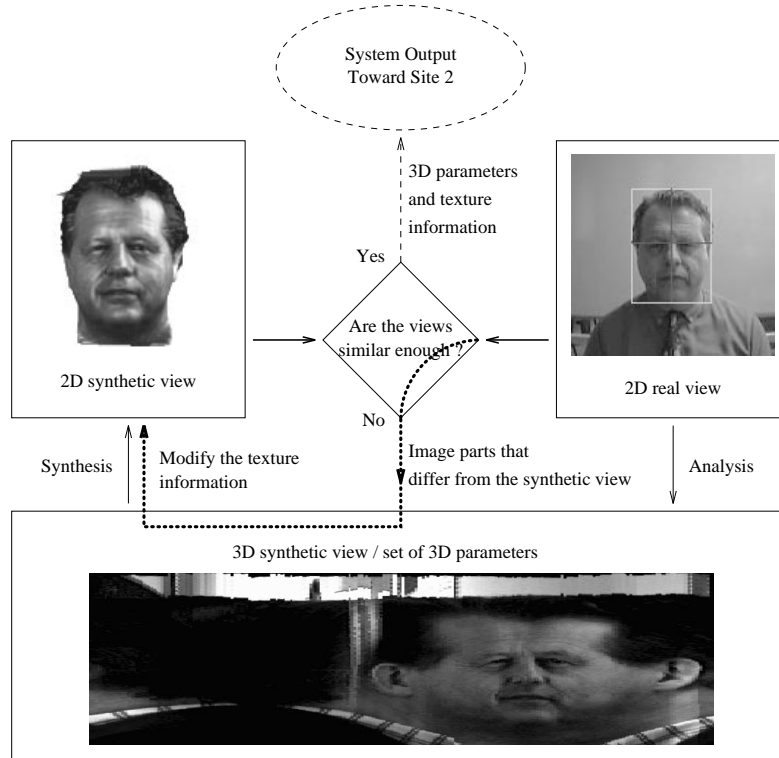 System Output
Toward Site 2
3D parameters
and texture
information
Yes
Are the views
similar enough ?
2D synthetic view
2D real view
No
Synthesis
Modify the texture
information
Image parts that
differ from the synthetic view
Analysis
3D synthetic view / set of 3D parameters